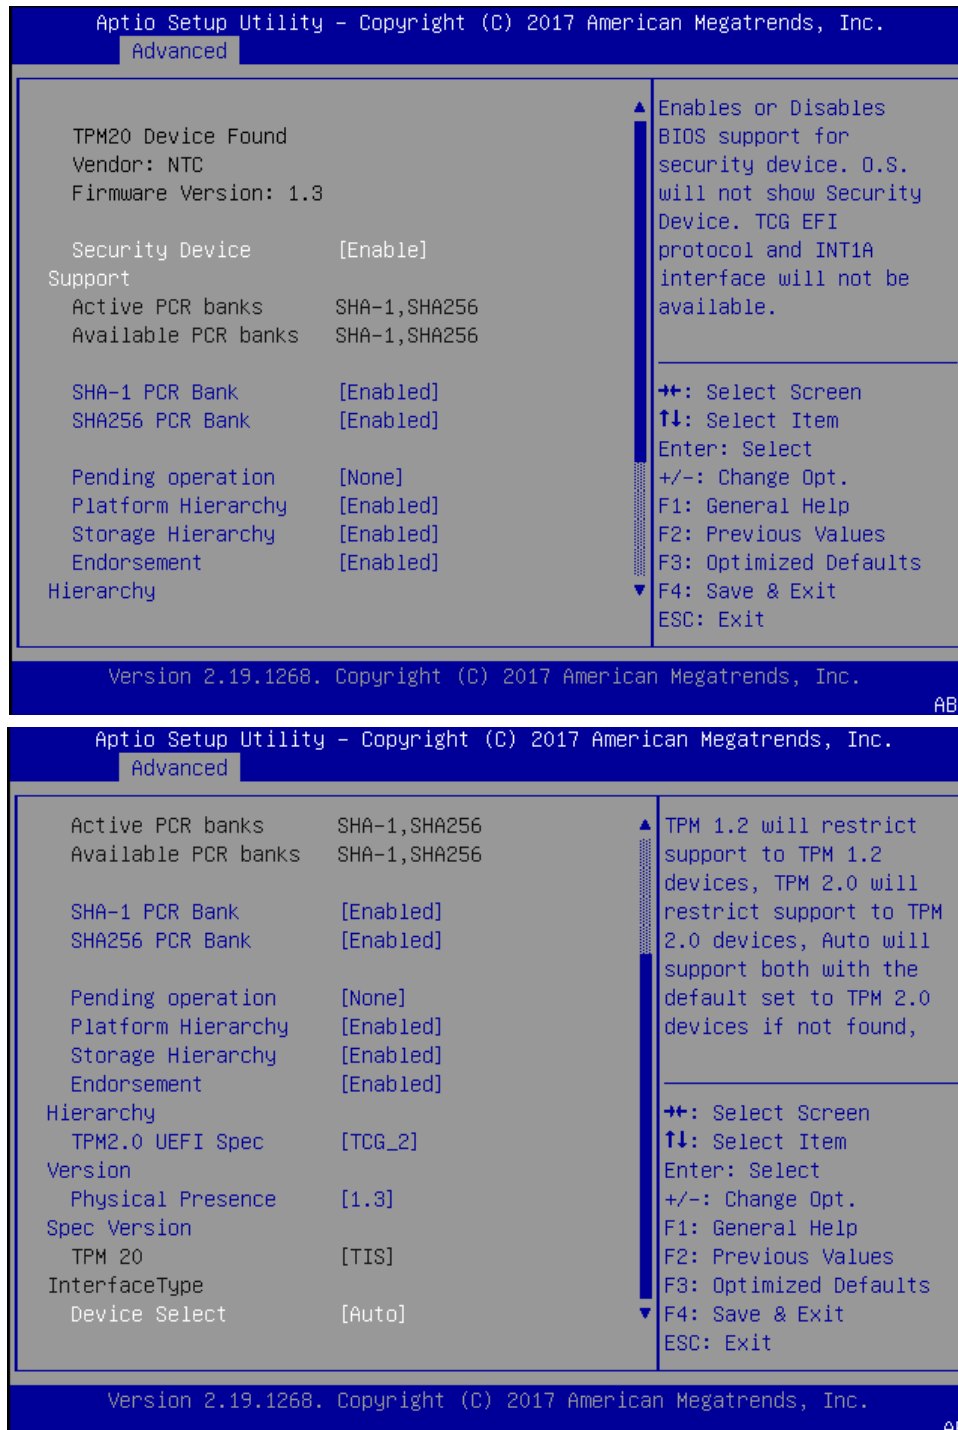 Aptio Setup Utility – Copyright (C) 2017 American Megatrends, Inc.
Advanced
TPM20 Device Found
Vendor: NTC
Firmware Version: 1.3
Security Device [Enable]
Support
Active PCR banks SHA-1,SHA256
Available PCR banks SHA-1,SHA256
SHA-1 PCR Bank [Enabled]
SHA256 PCR Bank [Enabled]
Pending operation [None]
Platform Hierarchy [Enabled]
Storage Hierarchy [Enabled]
Endorsement [Enabled]
Hierarchy
Enables or Disables
BIOS support for
security device. O.S.
will not show Security
Device. TCG EFI
protocol and INT1A
interface will not be
available.
→←: Select Screen
↑↓: Select Item
Enter: Select
+/-: Change Opt.
F1: General Help
F2: Previous Values
F3: Optimized Defaults
F4: Save & Exit
ESC: Exit
Version 2.19.1268. Copyright (C) 2017 American Megatrends, Inc.
AB
Aptio Setup Utility – Copyright (C) 2017 American Megatrends, Inc.
Advanced
Active PCR banks SHA-1,SHA256
Available PCR banks SHA-1,SHA256
SHA-1 PCR Bank [Enabled]
SHA256 PCR Bank [Enabled]
Pending operation [None]
Platform Hierarchy [Enabled]
Storage Hierarchy [Enabled]
Endorsement [Enabled]
Hierarchy
TPM2.0 UEFI Spec [TCG_2]
Version
Physical Presence [1.3]
Spec Version
TPM 20 [TIS]
InterfaceType
Device Select [Auto]
TPM 1.2 will restrict
support to TPM 1.2
devices, TPM 2.0 will
restrict support to TPM
2.0 devices, Auto will
support both with the
default set to TPM 2.0
devices if not found,
→←: Select Screen
↑↓: Select Item
Enter: Select
+/-: Change Opt.
F1: General Help
F2: Previous Values
F3: Optimized Defaults
F4: Save & Exit
ESC: Exit
Version 2.19.1268. Copyright (C) 2017 American Megatrends, Inc.